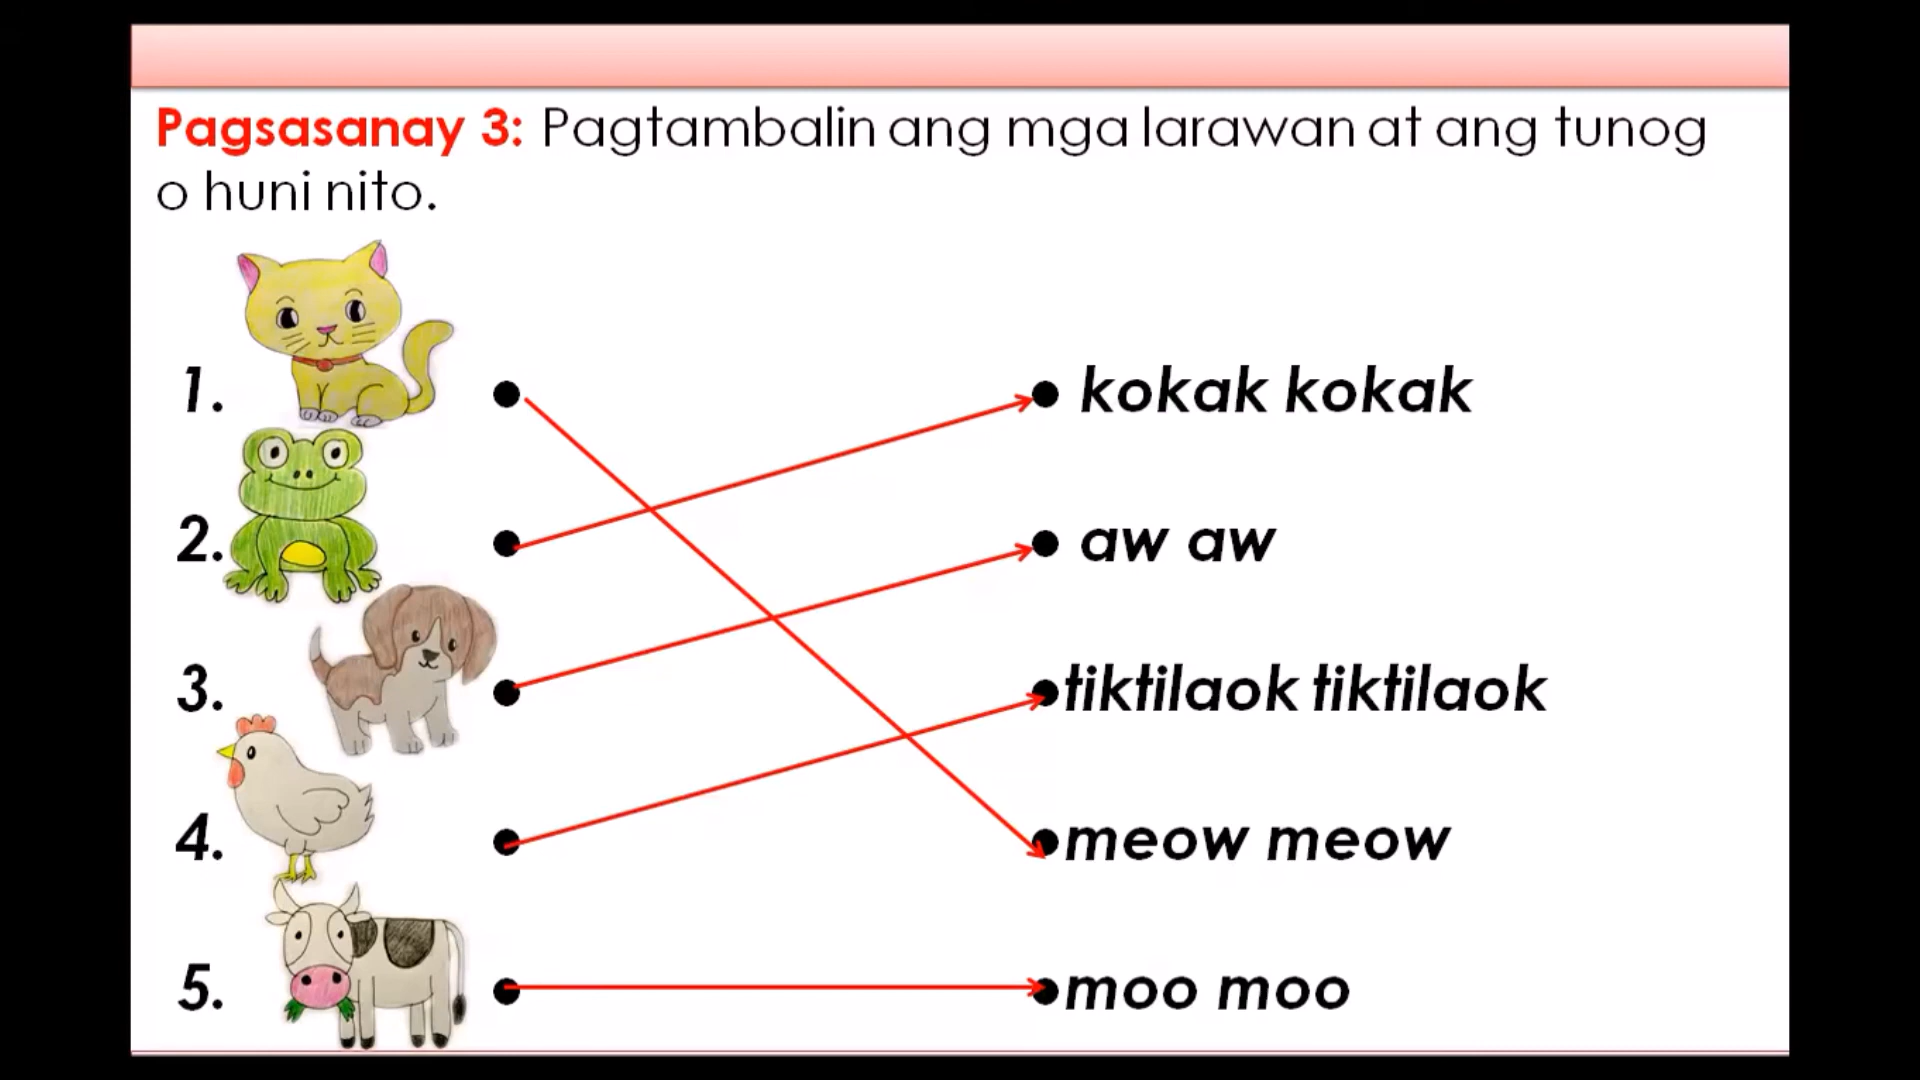 Pagsasanay 3: Pagtambalin ang mga larawan at ang tunog
o huni nito.
1. kokak kokak
2. aw aw
3. tiktilaok tiktilaok
4. meow meow
5. moo moo